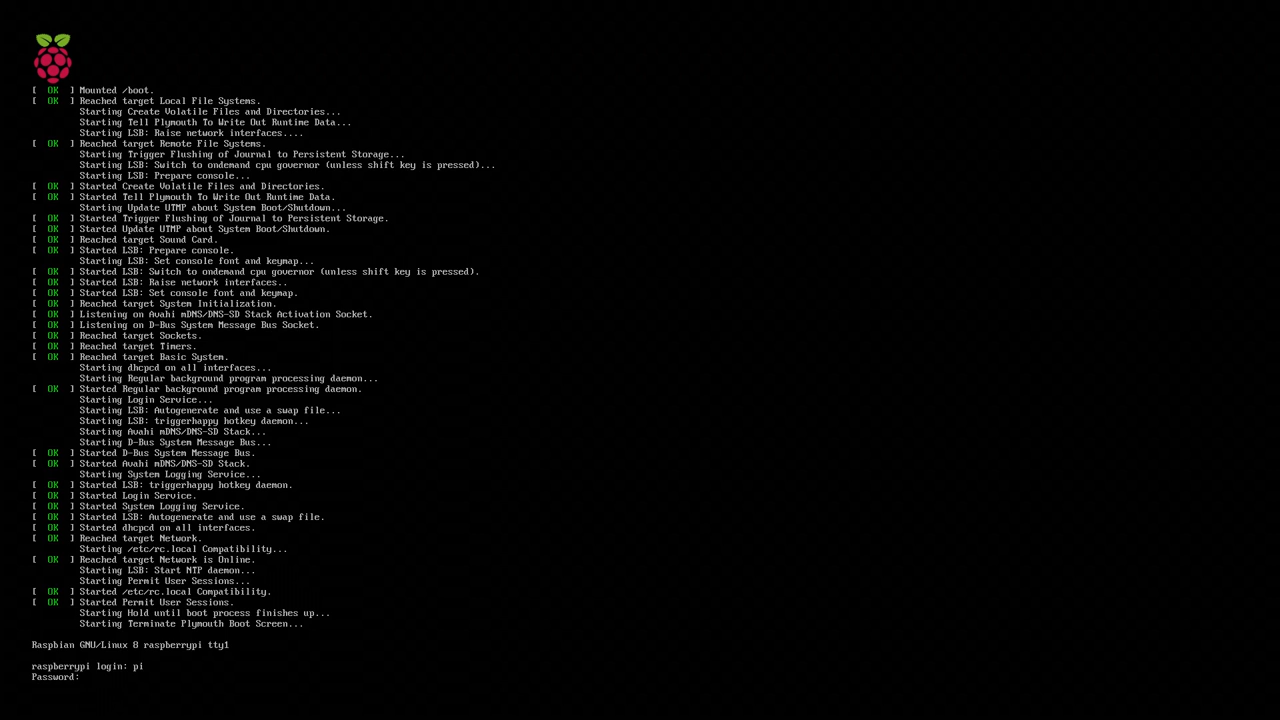 [  OK  ] Mounted /boot.
[  OK  ] Reached target Local File Systems.
         Starting Create Volatile Files and Directories...
         Starting Tell Plymouth To Write Out Runtime Data...
         Starting LSB: Raise network interfaces....
[  OK  ] Reached target Remote File Systems.
         Starting Trigger Flushing of Journal to Persistent Storage...
         Starting LSB: Switch to ondemand cpu governor (unless shift key is pressed)...
         Starting LSB: Prepare console...
[  OK  ] Started Create Volatile Files and Directories.
[  OK  ] Started Tell Plymouth To Write Out Runtime Data.
         Starting Update UTMP about System Boot/Shutdown...
[  OK  ] Started Trigger Flushing of Journal to Persistent Storage.
[  OK  ] Started Update UTMP about System Boot/Shutdown.
[  OK  ] Reached target Sound Card.
[  OK  ] Started LSB: Prepare console.
         Starting LSB: Set console font and keymap...
[  OK  ] Started LSB: Switch to ondemand cpu governor (unless shift key is pressed).
[  OK  ] Started LSB: Raise network interfaces..
[  OK  ] Started LSB: Set console font and keymap.
[  OK  ] Reached target System Initialization.
[  OK  ] Listening on Avahi mDNS/DNS-SD Stack Activation Socket.
[  OK  ] Listening on D-Bus System Message Bus Socket.
[  OK  ] Reached target Sockets.
[  OK  ] Reached target Timers.
[  OK  ] Reached target Basic System.
         Starting dhcpcd on all interfaces...
         Starting Regular background program processing daemon...
[  OK  ] Started Regular background program processing daemon.
         Starting Login Service...
         Starting LSB: Autogenerate and use a swap file...
         Starting LSB: triggerhappy hotkey daemon...
         Starting Avahi mDNS/DNS-SD Stack...
         Starting D-Bus System Message Bus...
[  OK  ] Started D-Bus System Message Bus.
[  OK  ] Started Avahi mDNS/DNS-SD Stack.
         Starting System Logging Service...
[  OK  ] Started LSB: triggerhappy hotkey daemon.
[  OK  ] Started Login Service.
[  OK  ] Started System Logging Service.
[  OK  ] Started LSB: Autogenerate and use a swap file.
[  OK  ] Started dhcpcd on all interfaces.
[  OK  ] Reached target Network.
         Starting /etc/rc.local Compatibility...
[  OK  ] Reached target Network is Online.
         Starting LSB: Start NTP daemon...
         Starting Permit User Sessions...
[  OK  ] Started /etc/rc.local Compatibility.
[  OK  ] Started Permit User Sessions.
         Starting Hold until boot process finishes up...
         Starting Terminate Plymouth Boot Screen...
Raspbian GNU/Linux 8 raspberrypi tty1
raspberrypi login: pi
Password: